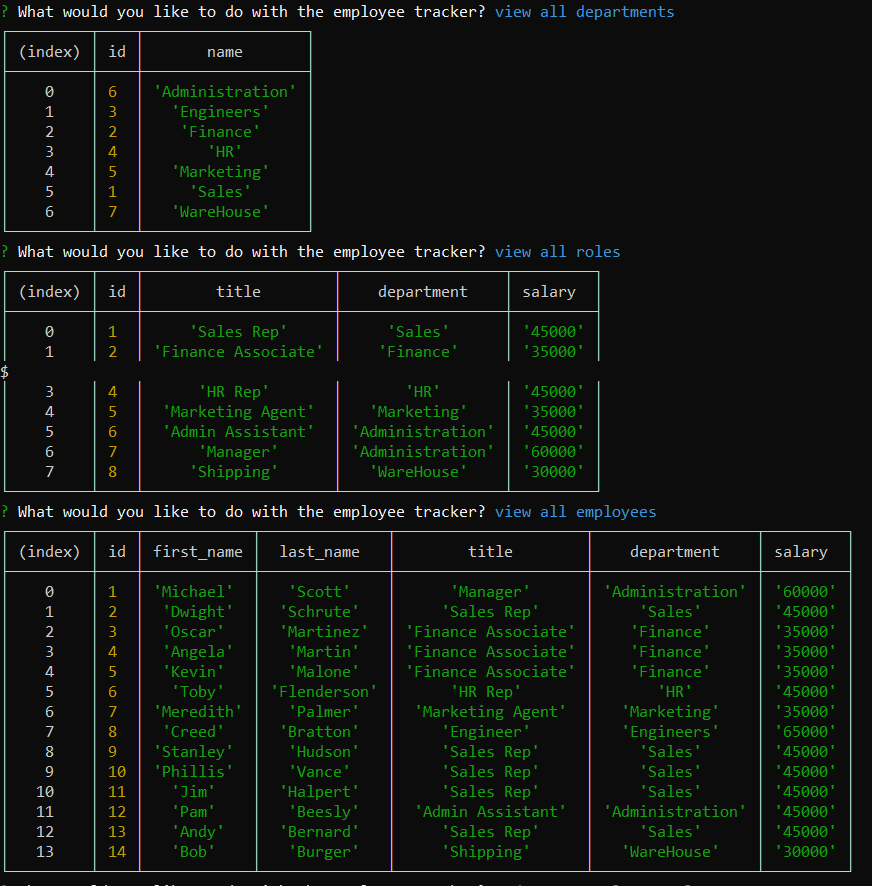 ? What would you like to do with the employee tracker? view all departments
(index) id name
0 6 'Administration'
1 3 'Engineers'
2 2 'Finance'
3 4 'HR'
4 5 'Marketing'
5 1 'Sales'
6 7 'WareHouse'
? What would you like to do with the employee tracker? view all roles
(index) id title department salary
0 1 'Sales Rep' 'Sales' '45000'
1 2 'Finance Associate' 'Finance' '35000'
$
3 4 'HR Rep' 'HR' '45000'
4 5 'Marketing Agent' 'Marketing' '35000'
5 6 'Admin Assistant' 'Administration' '45000'
6 7 'Manager' 'Administration' '60000'
7 8 'Shipping' 'WareHouse' '30000'
? What would you like to do with the employee tracker? view all employees
(index) id first_name last_name title department salary
0 1 'Michael' 'Scott' 'Manager' 'Administration' '60000'
1 2 'Dwight' 'Schrute' 'Sales Rep' 'Sales' '45000'
2 3 'Oscar' 'Martinez' 'Finance Associate' 'Finance' '35000'
3 4 'Angela' 'Martin' 'Finance Associate' 'Finance' '35000'
4 5 'Kevin' 'Malone' 'Finance Associate' 'Finance' '35000'
5 6 'Toby' 'Flenderson' 'HR Rep' 'HR' '45000'
6 7 'Meredith' 'Palmer' 'Marketing Agent' 'Marketing' '35000'
7 8 'Creed' 'Bratton' 'Engineer' 'Engineers' '65000'
8 9 'Stanley' 'Hudson' 'Sales Rep' 'Sales' '45000'
9 10 'Phillis' 'Vance' 'Sales Rep' 'Sales' '45000'
10 11 'Jim' 'Halpert' 'Sales Rep' 'Sales' '45000'
11 12 'Pam' 'Beesly' 'Admin Assistant' 'Administration' '45000'
12 13 'Andy' 'Bernard' 'Sales Rep' 'Sales' '45000'
13 14 'Bob' 'Burger' 'Shipping' 'WareHouse' '30000'